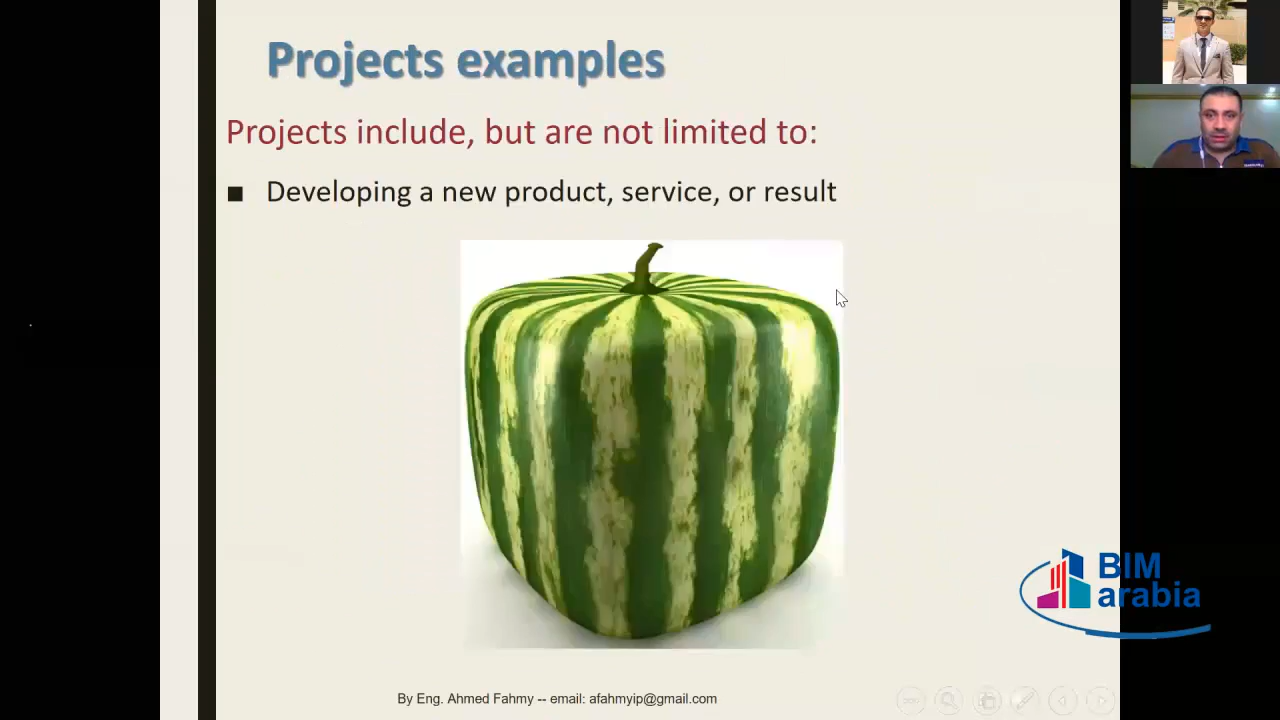 Projects examples
Projects include, but are not limited to:
■ Developing a new product, service, or result
BIM
arabia
By Eng. Ahmed Fahmy -- email: afahmyip@gmail.com